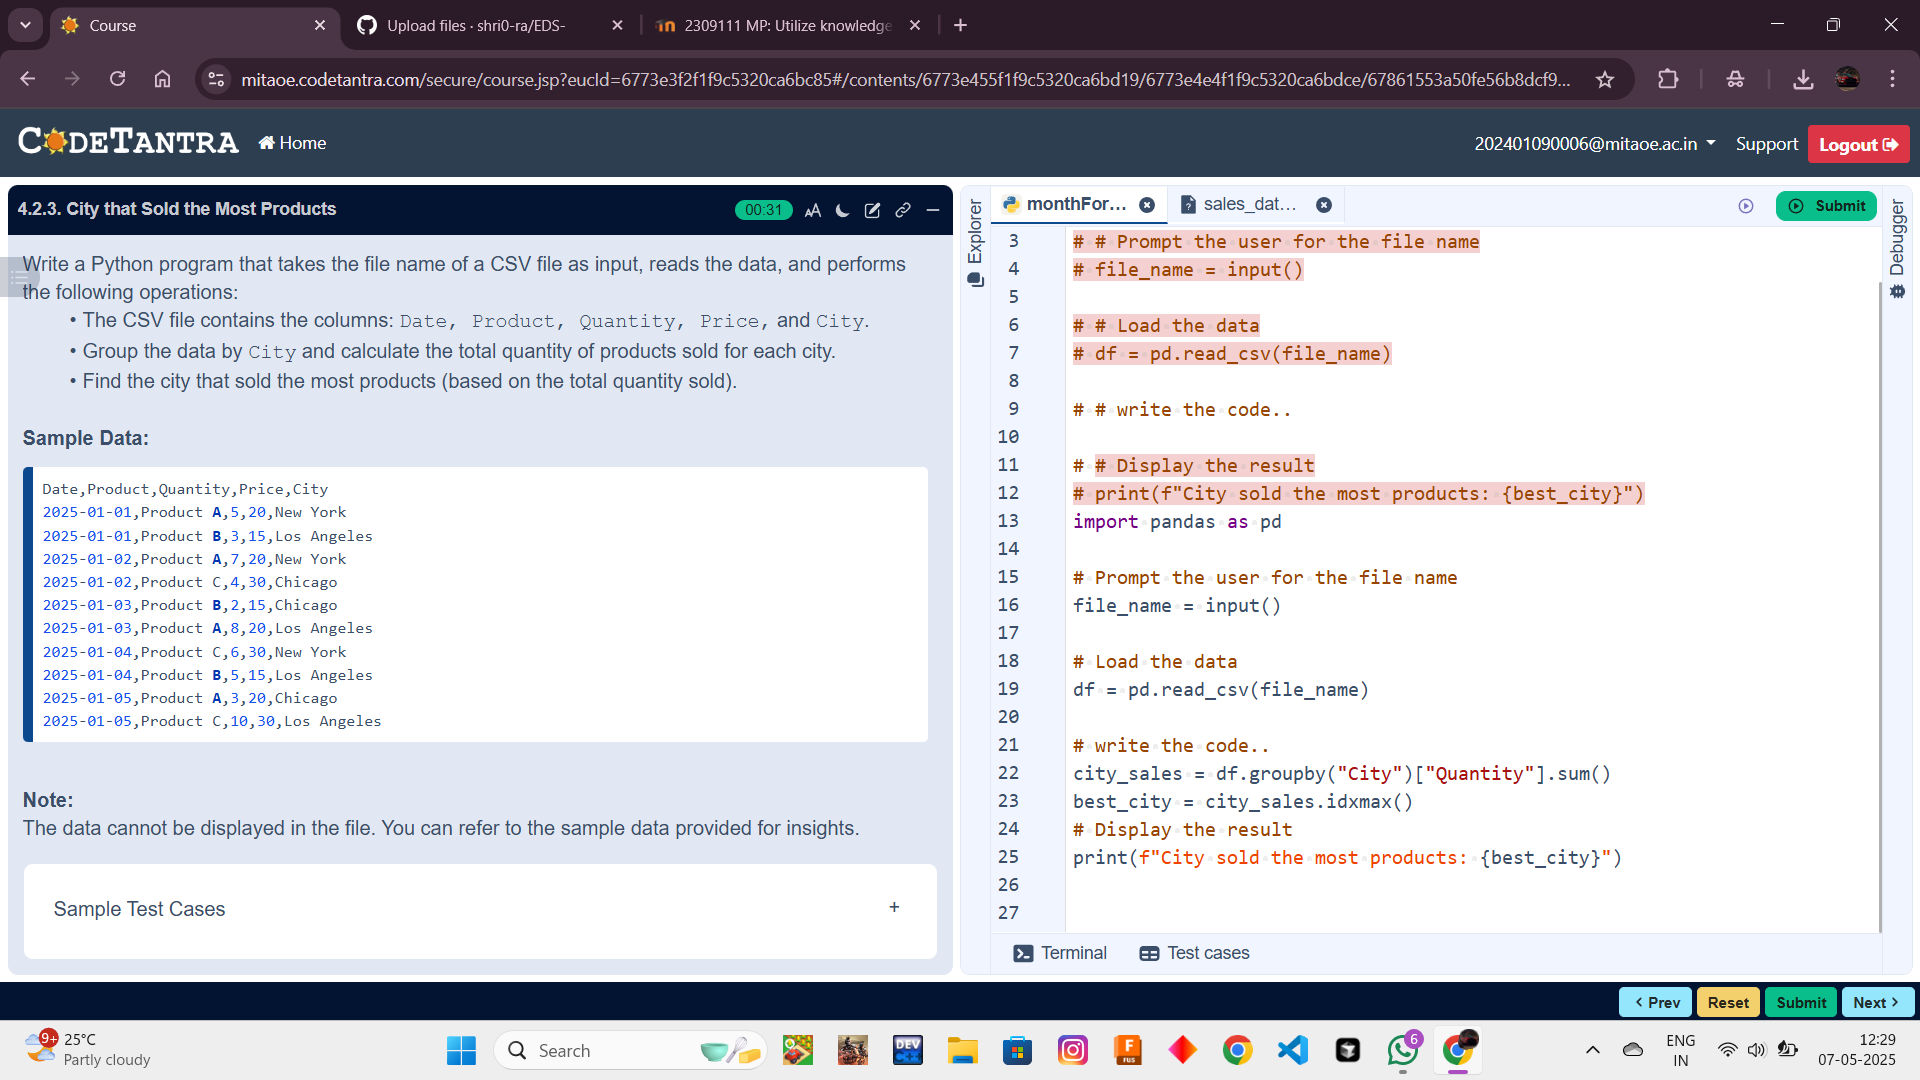 Course
Upload files · shri0-ra/EDS-
2309111 MP: Utilize knowledge
mitaoe.codetantra.com/secure/course.jsp?eucId=6773e3f2f1f9c5320ca6bc85#/contents/6773e455f1f9c5320ca6bd19/6773e4e4f1f9c5320ca6bdce/67861553a50fe56b8dcf9...
CODETANTRA
Home
202401090006@mitaoe.ac.in
Support
Logout
4.2.3. City that Sold the Most Products
00:31
AA
Write a Python program that takes the file name of a CSV file as input, reads the data, and performs
the following operations:
• The CSV file contains the columns: Date, Product, Quantity, Price, and City.
• Group the data by City and calculate the total quantity of products sold for each city.
• Find the city that sold the most products (based on the total quantity sold).
Sample Data:
Date,Product,Quantity,Price,City
2025-01-01,Product A,5,20,New York
2025-01-01,Product B,3,15,Los Angeles
2025-01-02,Product A,7,20,New York
2025-01-02,Product C,4,30,Chicago
2025-01-03,Product B,2,15,Chicago
2025-01-03,Product A,8,20,Los Angeles
2025-01-04,Product C,6,30,New York
2025-01-04,Product B,5,15,Los Angeles
2025-01-05,Product A,3,20,Chicago
2025-01-05,Product C,10,30,Los Angeles
Note:
The data cannot be displayed in the file. You can refer to the sample data provided for insights.
Sample Test Cases
+
Explorer
monthFor...
sales_dat...
Submit
Debugger
3 # # Prompt the user for the file name
4 # file_name = input()
5
6 # # Load the data
7 # df = pd.read_csv(file_name)
8
9 # # write the code..
10
11 # # Display the result
12 # print(f"City sold the most products: {best_city}")
13 import pandas as pd
14
15 # Prompt the user for the file name
16 file_name = input()
17
18 # Load the data
19 df = pd.read_csv(file_name)
20
21 # write the code..
22 city_sales = df.groupby("City")["Quantity"].sum()
23 best_city = city_sales.idxmax()
24 # Display the result
25 print(f"City sold the most products: {best_city}")
26
27
Terminal
Test cases
< Prev
Reset
Submit
Next >
9+
25°C
Partly cloudy
Search
DEV
F
FUS
6
ENG
IN
12:29
07-05-2025